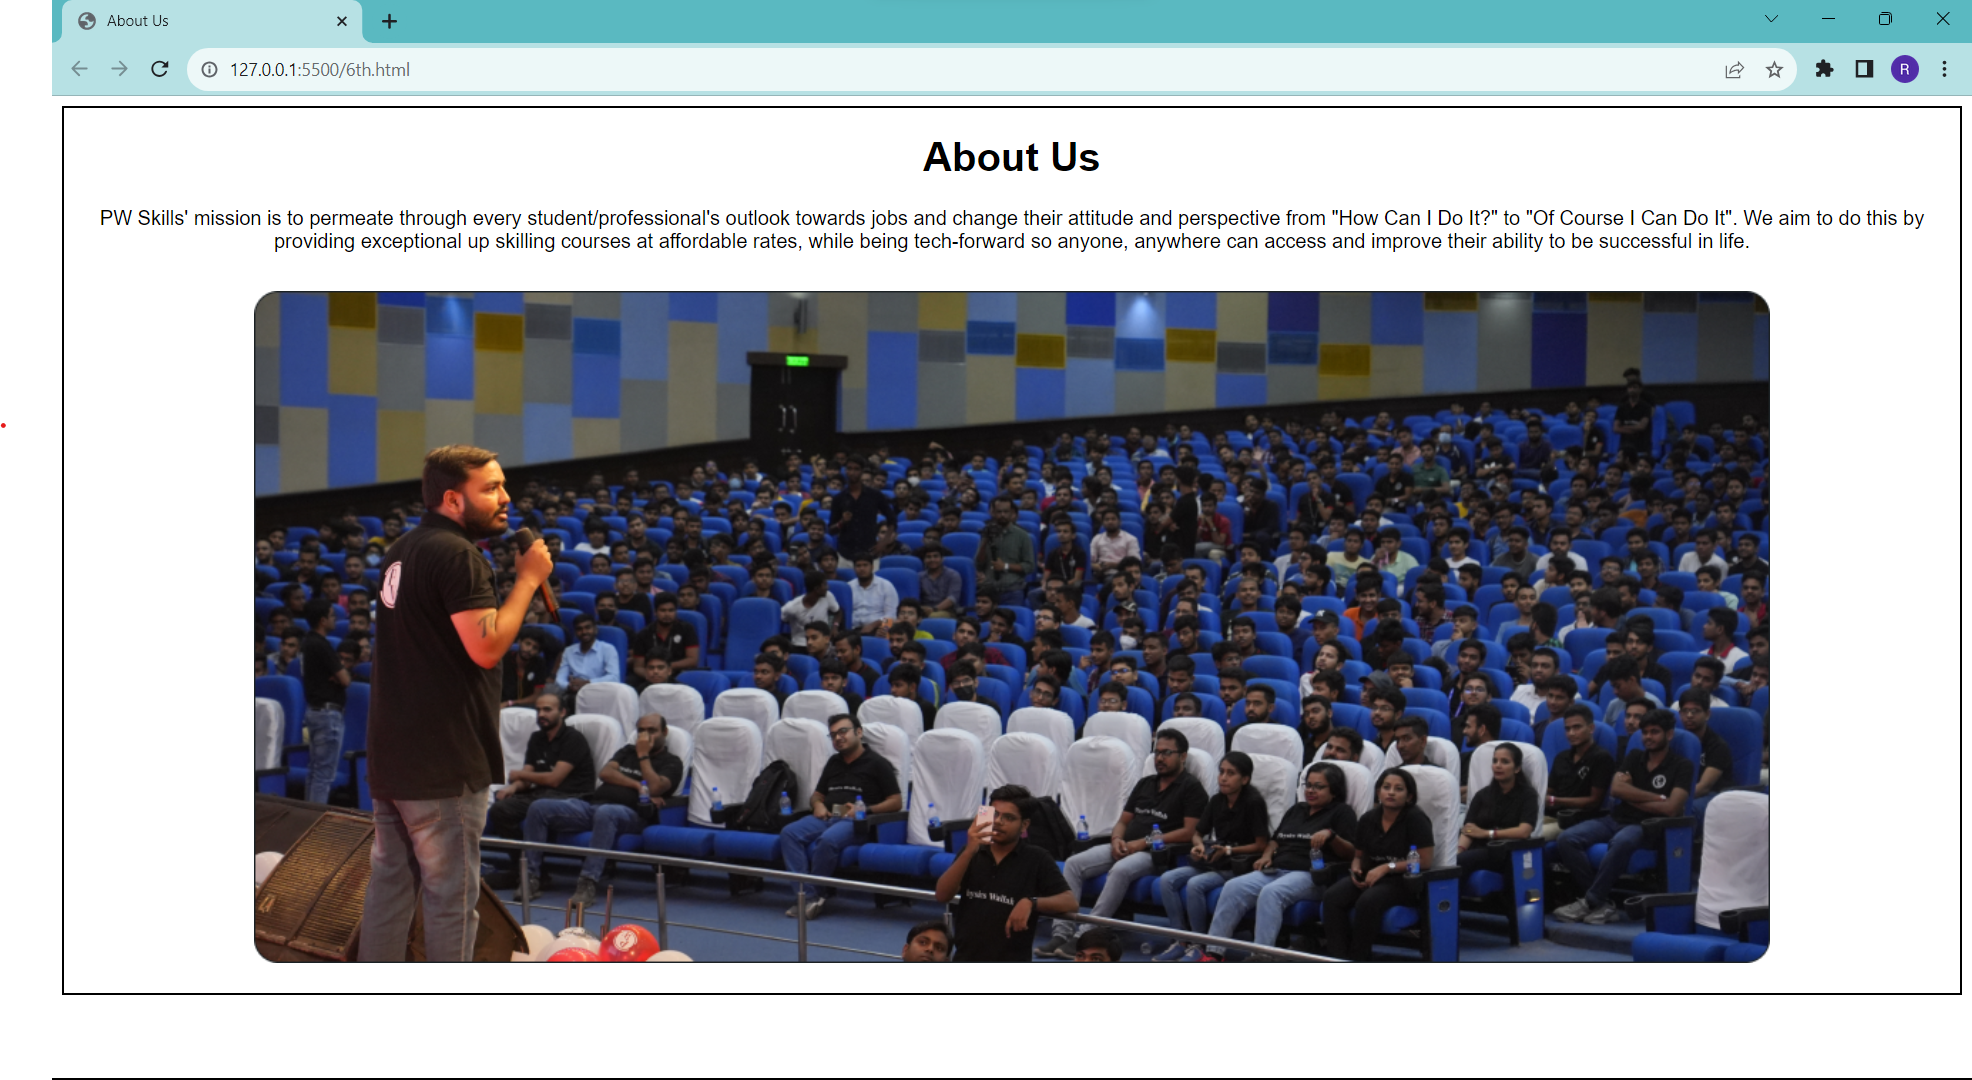 About Us
127.0.0.1:5500/6th.html
R
About Us
PW Skills' mission is to permeate through every student/professional's outlook towards jobs and change their attitude and perspective from "How Can I Do It?" to "Of Course I Can Do It". We aim to do this by
providing exceptional up skilling courses at affordable rates, while being tech-forward so anyone, anywhere can access and improve their ability to be successful in life.